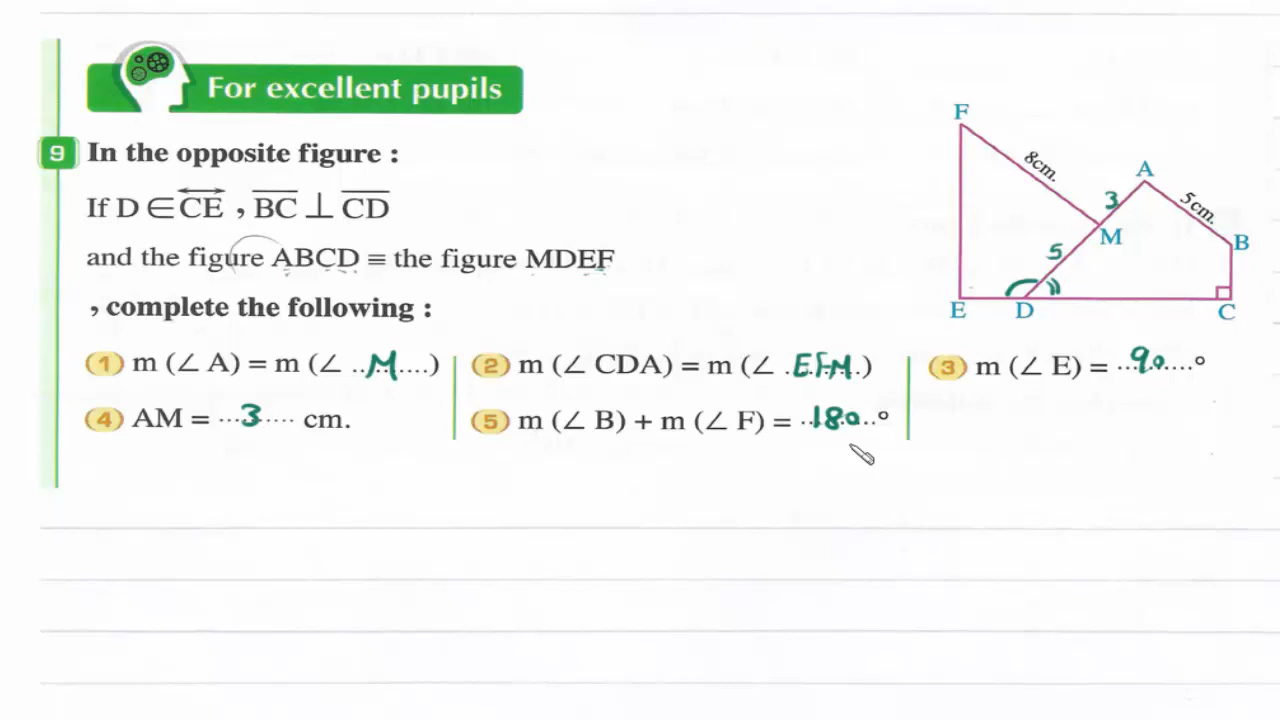 For excellent pupils
9 In the opposite figure :
If D ∈ CE , BC ⊥ CD
and the figure ABCD ≡ the figure MDEF
, complete the following :
1 m (∠ A) = m (∠ ...M...)
2 m (∠ CDA) = m (∠ ...EFM...)
3 m (∠ E) = ...90...°
4 AM = ...3... cm.
5 m (∠ B) + m (∠ F) = ...180...°
F
8cm.
A
3
5cm.
M
B
5
E
D
C